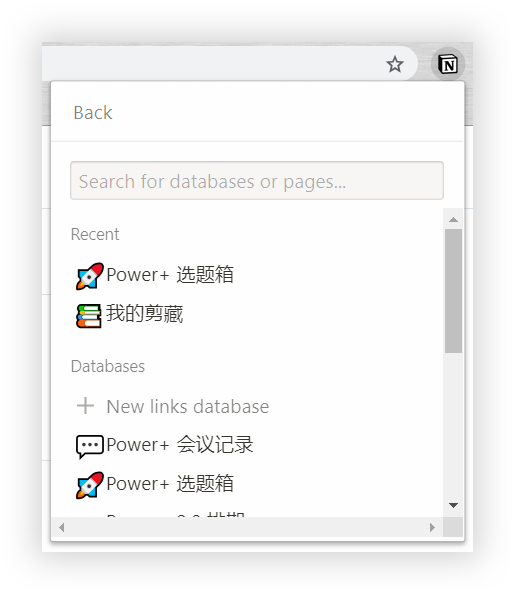 N
Back
Search for databases or pages...
Recent
Power+ 选题箱
我的剪藏
Databases
New links database
Power+ 会议记录
Power+ 选题箱